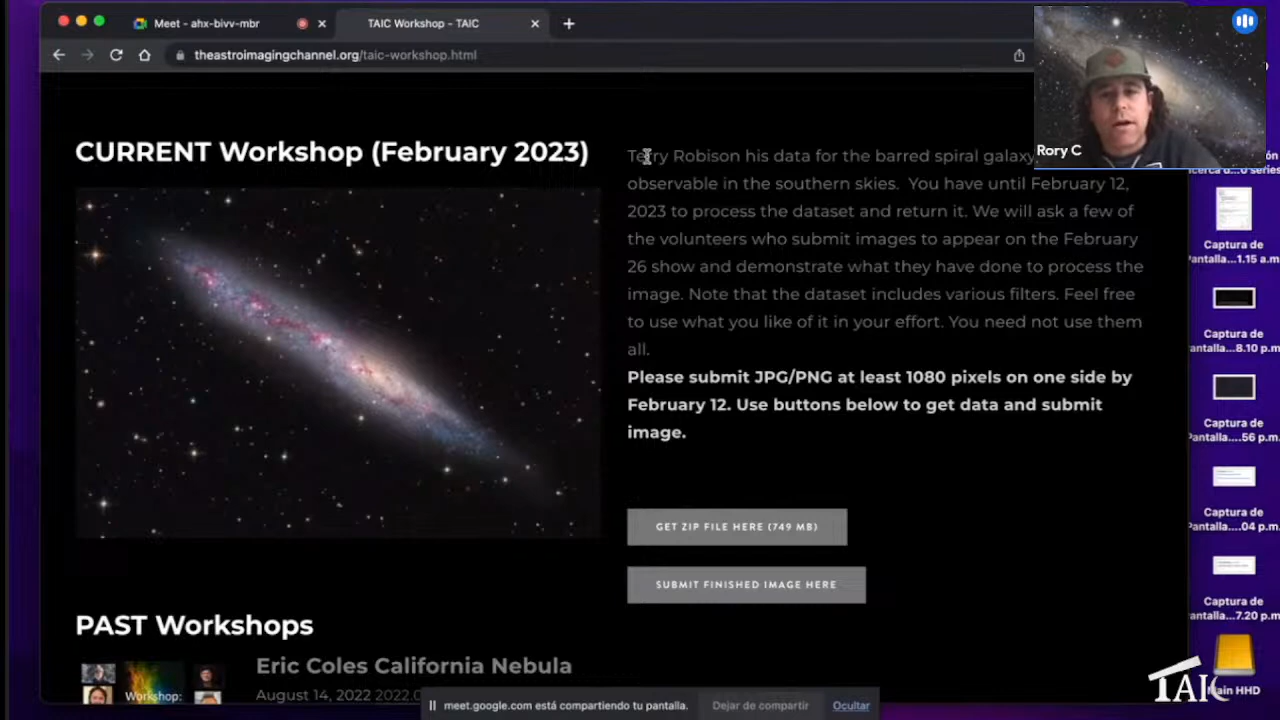 Meet - ahx-bivv-mbr
TAIC Workshop - TAIC
theastroimagingchannel.org/taic-workshop.html
Rory C
CURRENT Workshop (February 2023)
Terry Robison his data for the barred spiral galaxy
observable in the southern skies. You have until February 12,
2023 to process the dataset and return it. We will ask a few of
the volunteers who submit images to appear on the February
26 show and demonstrate what they have done to process the
image. Note that the dataset includes various filters. Feel free
to use what you like of it in your effort. You need not use them
all.
Please submit JPG/PNG at least 1080 pixels on one side by
February 12. Use buttons below to get data and submit
image.
GET ZIP FILE HERE (749 MB)
SUBMIT FINISHED IMAGE HERE
PAST Workshops
Workshop:
Eric Coles California Nebula
August 14, 2022
meet.google.com está compartiendo tu pantalla.
Dejar de compartir
Ocultar
series
Captura de
Pantalla...1.15 a.m
Captura de
Pantalla...8.10 p.m
Captura de
Pantalla....56 p.m
Captura de
Pantalla....04 p.m
Captura de
Pantalla...7.20 p.m
Main HHD
TAIC